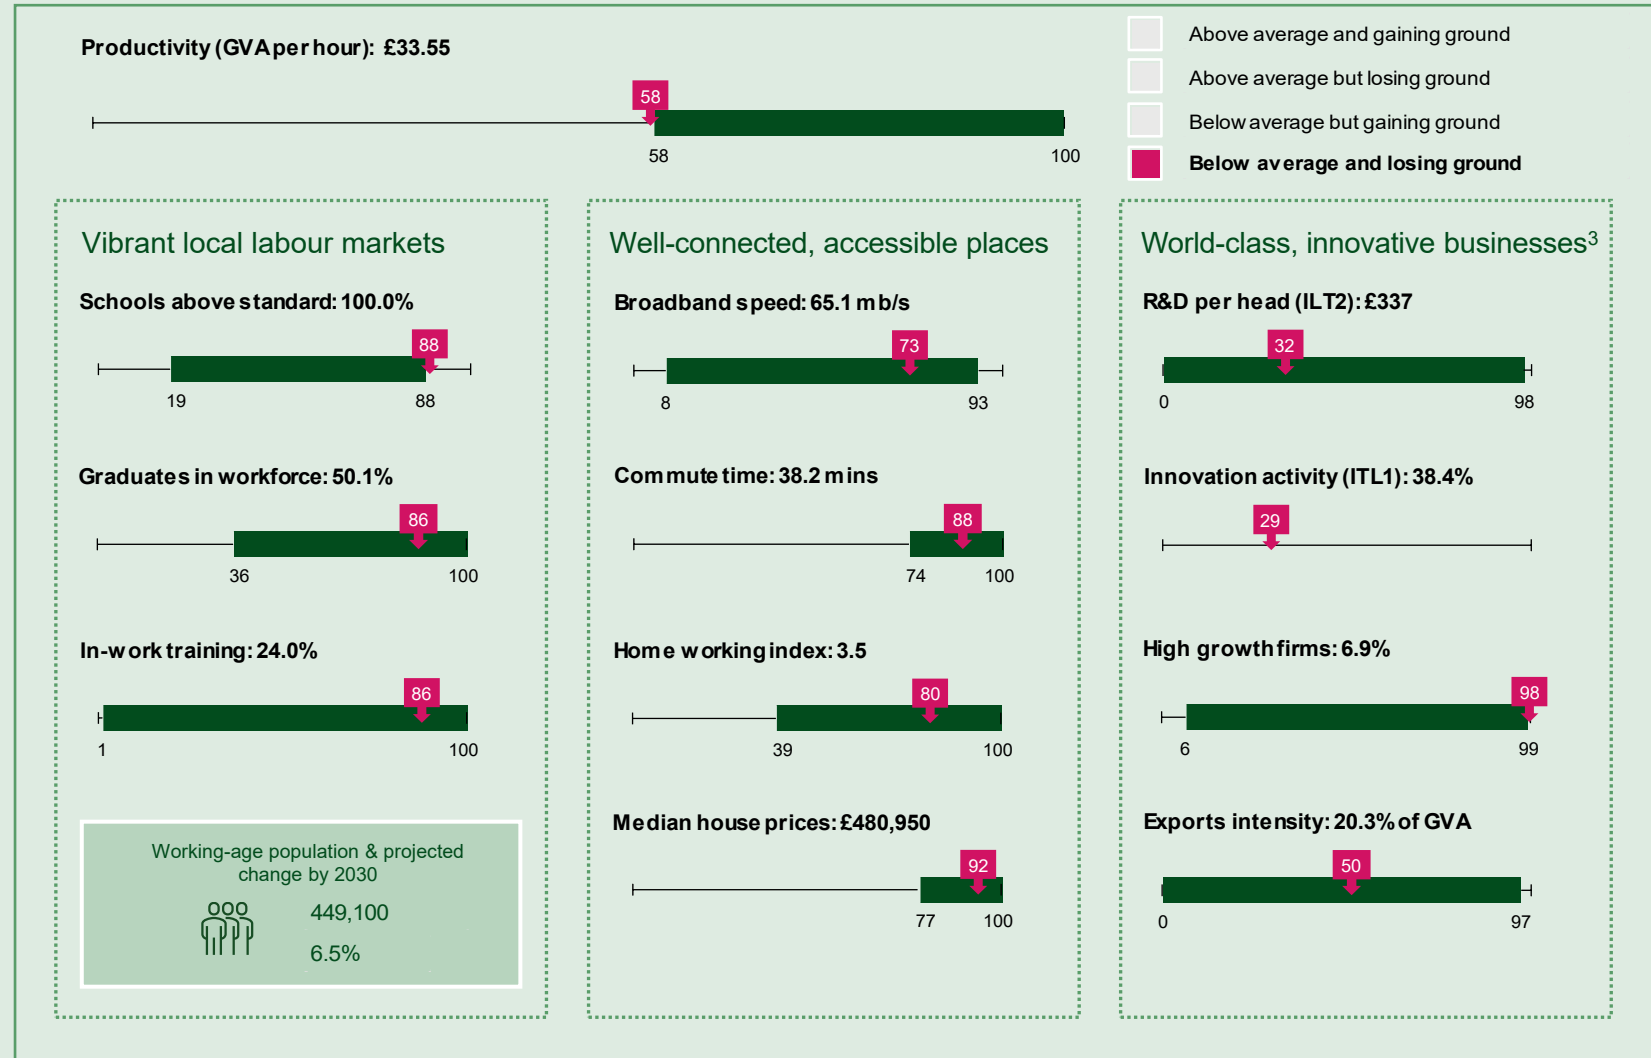 Productivity (GVA per hour): £33.55
58
58
100
Above average and gaining ground
Above average but losing ground
Below average but gaining ground
Below average and losing ground
Vibrant local labour markets
Schools above standard: 100.0%
88
19
88
Graduates in workforce: 50.1%
86
36
100
In-work training: 24.0%
86
1
100
Working-age population & projected
change by 2030
449,100
6.5%
Well-connected, accessible places
Broadband speed: 65.1 mb/s
73
8
93
Commute time: 38.2 mins
88
74
100
Home working index: 3.5
80
39
100
Median house prices: £480,950
92
77
100
World-class, innovative businesses³
R&D per head (ILT2): £337
32
0
98
Innovation activity (ITL1): 38.4%
29
High growth firms: 6.9%
98
6
99
Exports intensity: 20.3% of GVA
50
0
97